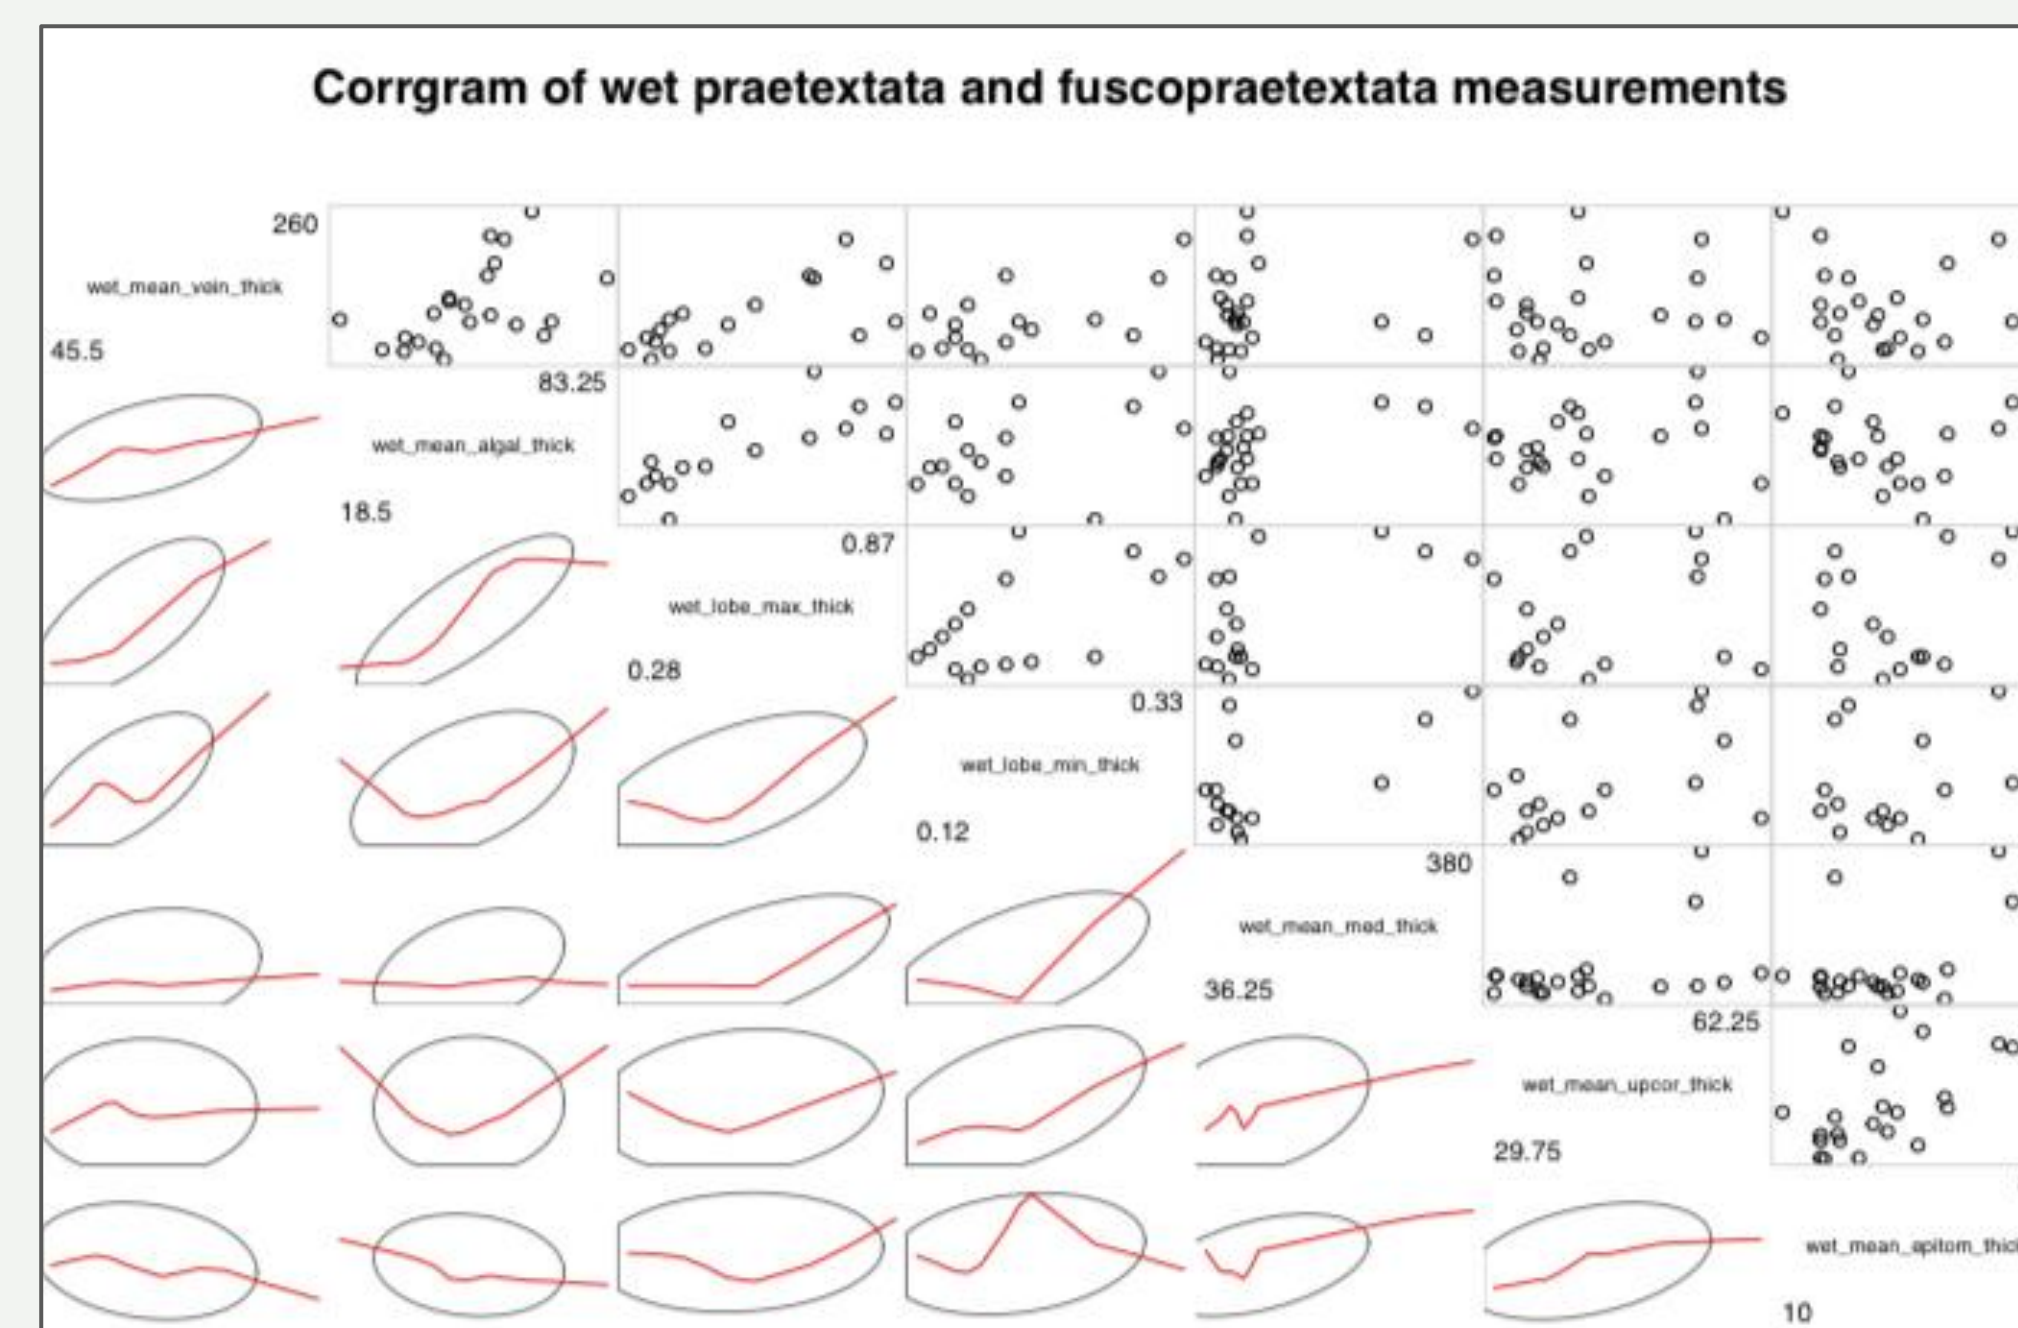 Corrgram of wet praetextata and fuscopraetextata measurements
260
wet_mean_vein_thick
45.5
83.25
wet_mean_algal_thick
18.5
0.87
wet_lobe_max_thick
0.28
0.33
wet_lobe_min_thick
0.12
380
wet_mean_med_thick
36.25
62.25
wet_mean_upcor_thick
29.75
wet_mean_epitom_thick
10